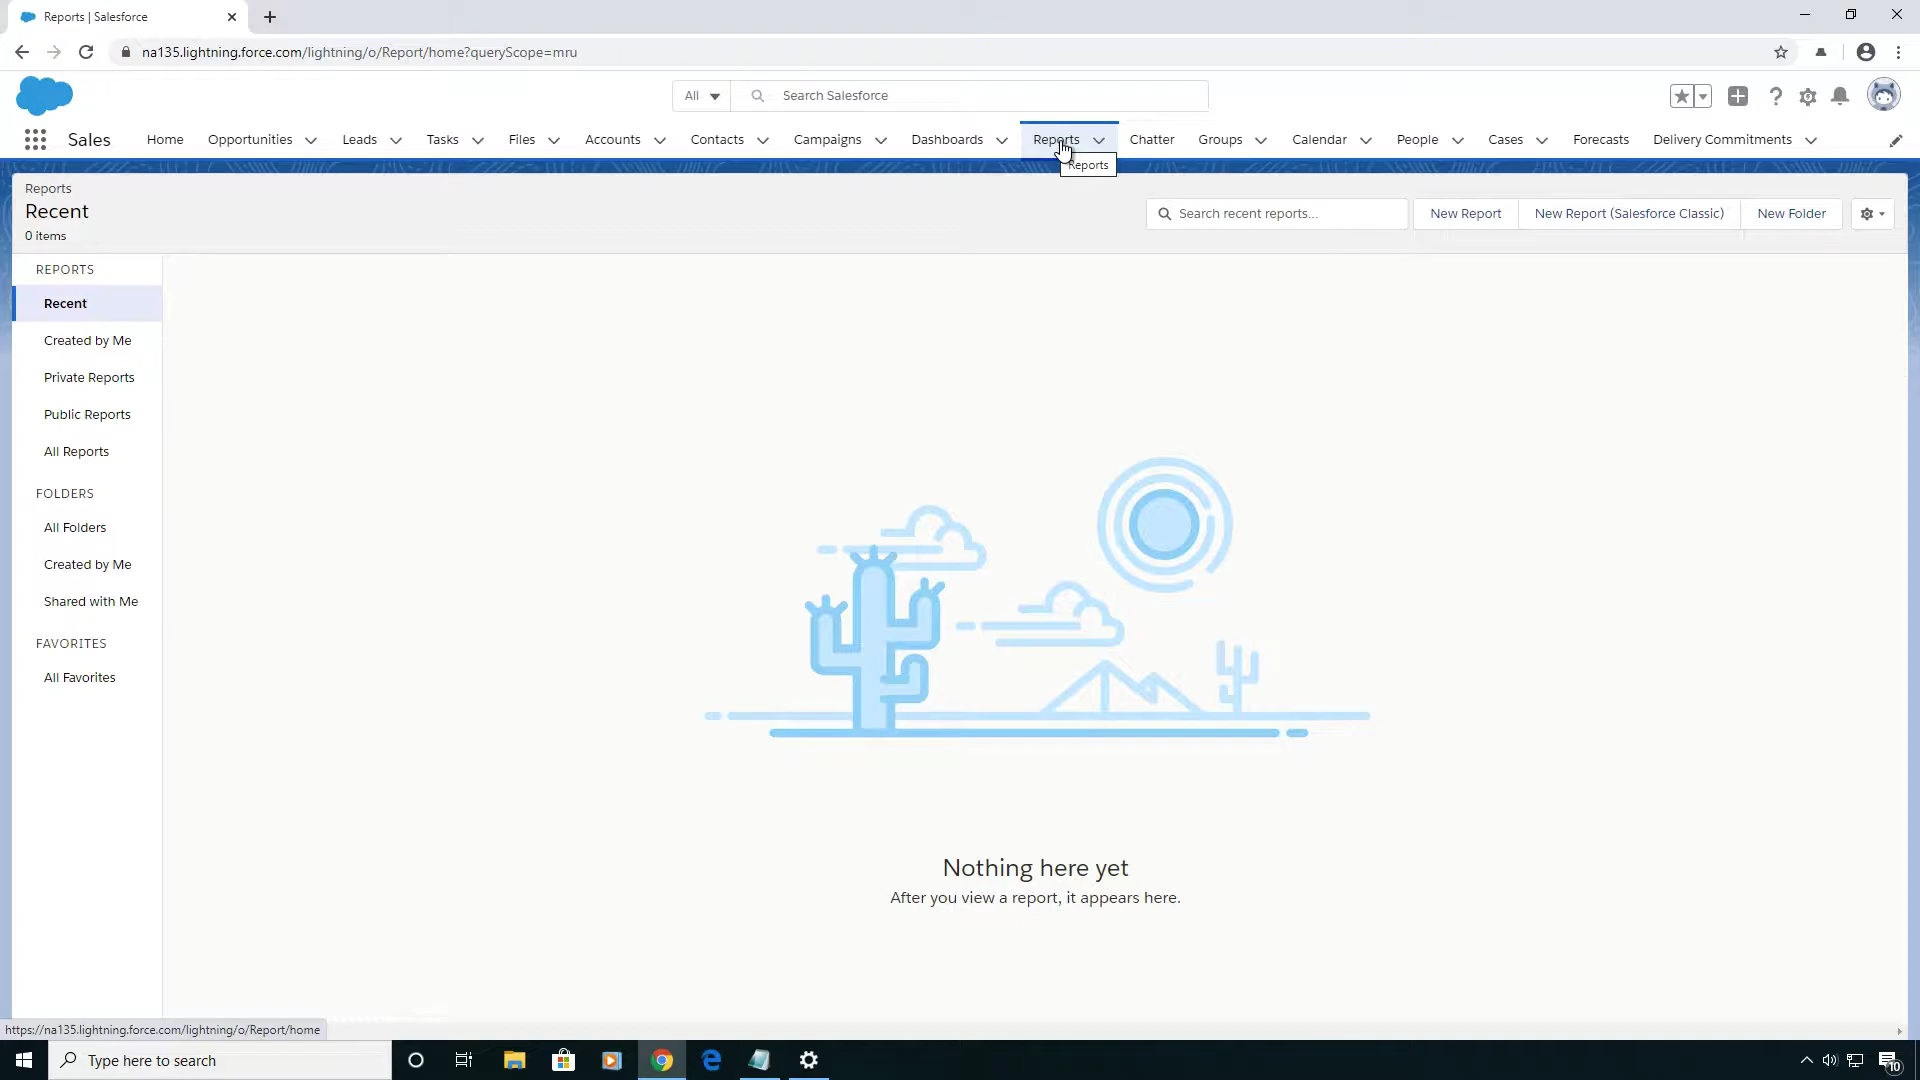 Reports | Salesforce
na135.lightning.force.com/lightning/o/Report/home?queryScope=mru
All
Search Salesforce
Sales
Home
Opportunities
Leads
Tasks
Files
Accounts
Contacts
Campaigns
Dashboards
Reports
Chatter
Groups
Calendar
People
Cases
Forecasts
Delivery Commitments
Reports
Reports
Recent
0 items
Search recent reports...
New Report
New Report (Salesforce Classic)
New Folder
REPORTS
Recent
Created by Me
Private Reports
Public Reports
All Reports
FOLDERS
All Folders
Created by Me
Shared with Me
FAVORITES
All Favorites
Nothing here yet
After you view a report, it appears here.
https://na135.lightning.force.com/lightning/o/Report/home
Type here to search
10